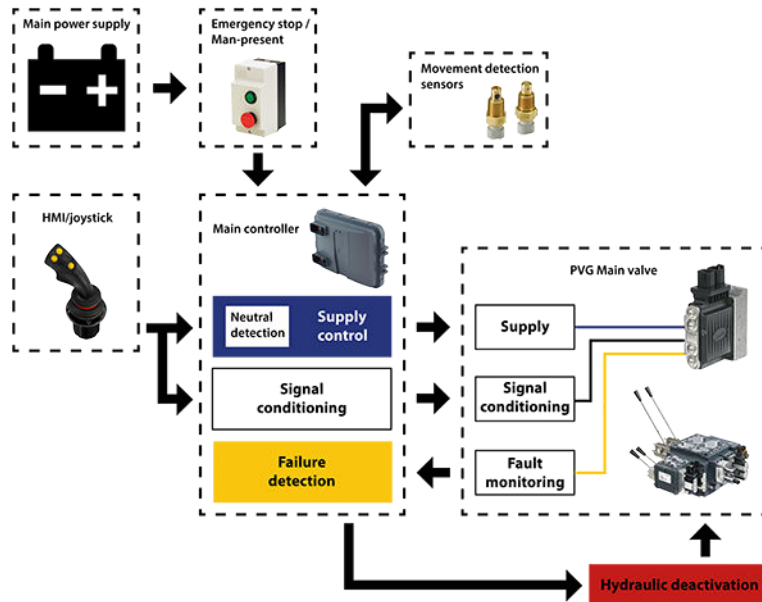 Main power supply
Emergency stop /
Man-present
Movement detection
sensors
HMI/joystick
Main controller
Neutral
detection
Supply
control
Signal
conditioning
Failure
detection
PVG Main valve
Supply
Signal
conditioning
Fault
monitoring
Hydraulic deactivation